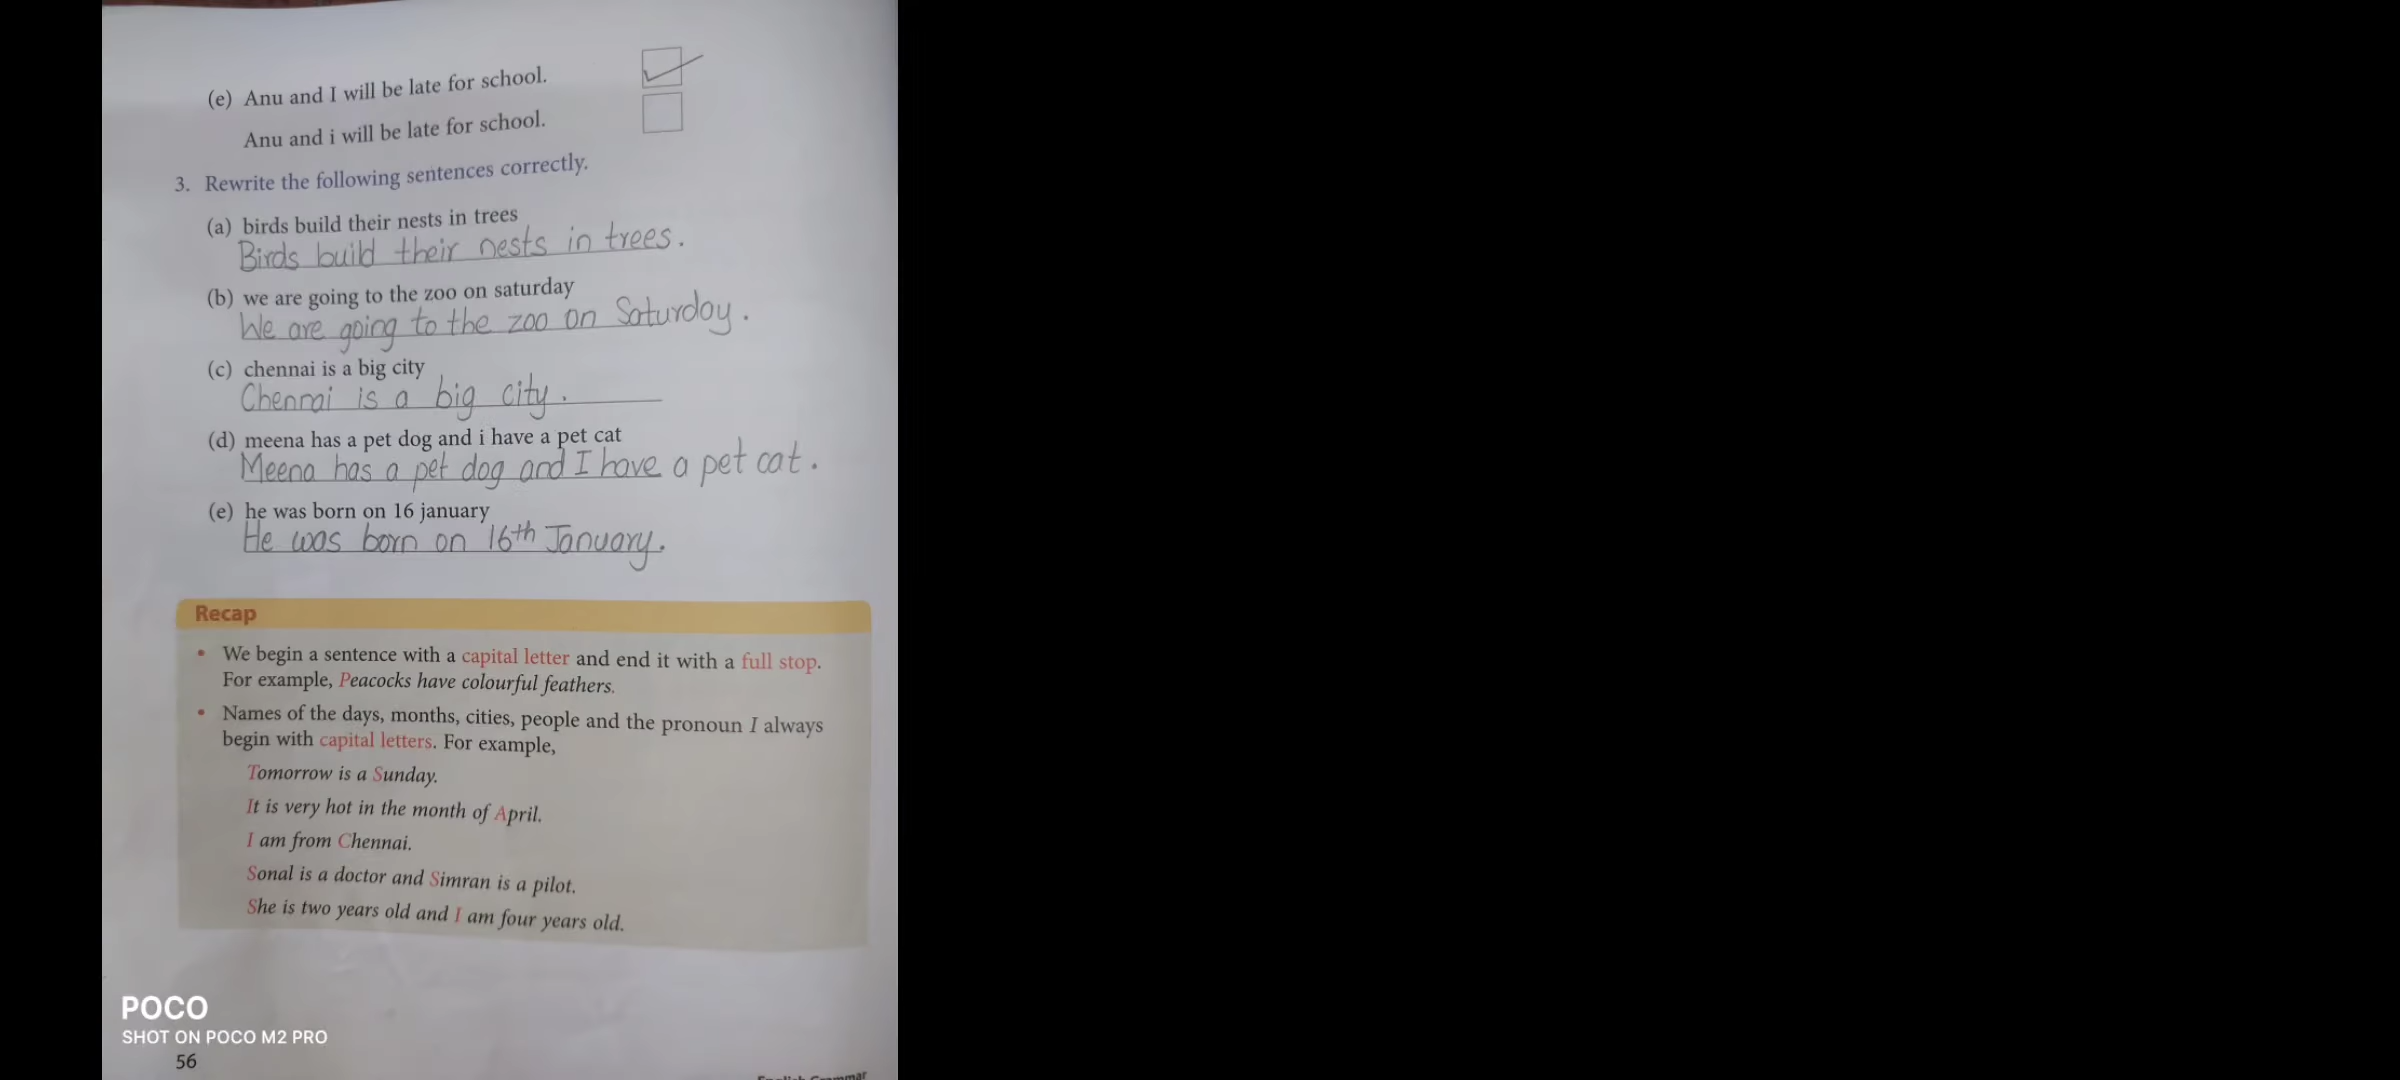 (e) Anu and I will be late for school.
Anu and i will be late for school.
3. Rewrite the following sentences correctly.
(a) birds build their nests in trees
Birds build their nests in trees.
(b) we are going to the zoo on saturday
We are going to the zoo on Saturday.
(c) chennai is a big city
Chennai is a big city.
(d) meena has a pet dog and i have a pet cat
Meena has a pet dog and I have a pet cat.
(e) he was born on 16 january
He was born on 16th January.
Recap
• We begin a sentence with a capital letter and end it with a full stop.
For example, Peacocks have colourful feathers.
• Names of the days, months, cities, people and the pronoun I always
begin with capital letters. For example,
Tomorrow is a Sunday.
It is very hot in the month of April.
I am from Chennai.
Sonal is a doctor and Simran is a pilot.
She is two years old and I am four years old.
POCO
SHOT ON POCO M2 PRO
56
English Grammar